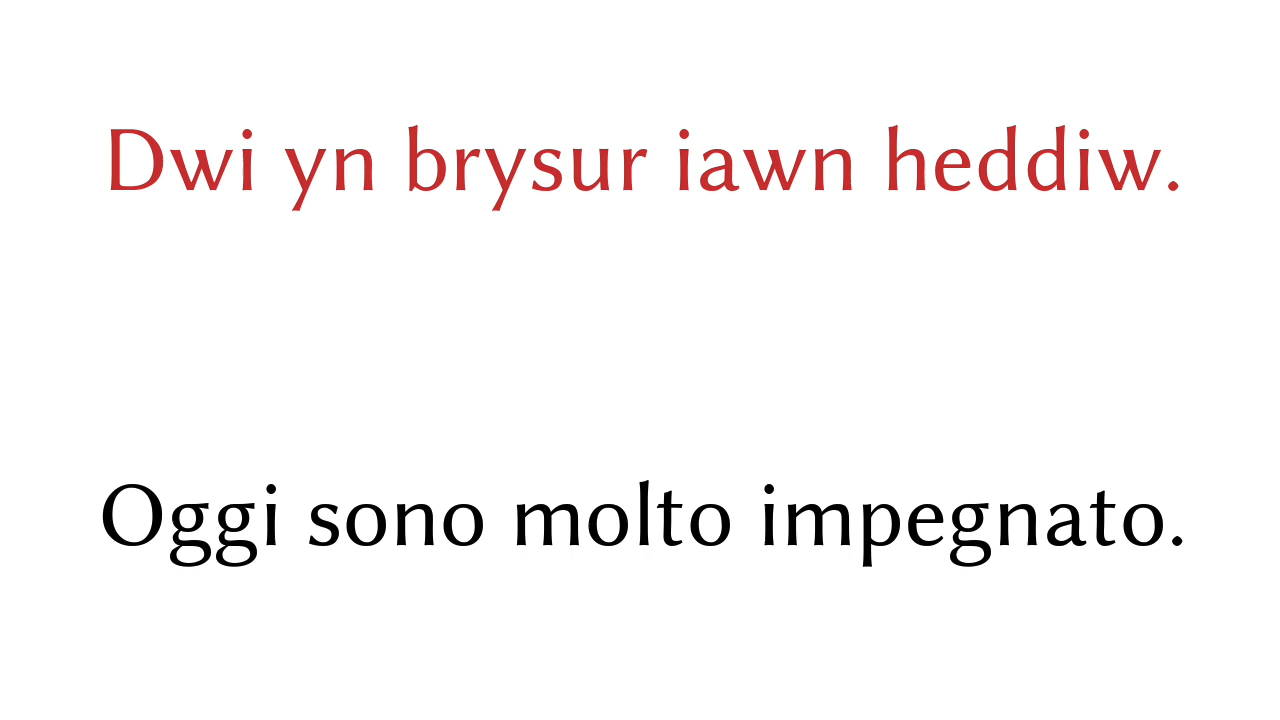 Dwi yn brysur iawn heddiw.
Oggi sono molto impegnato.